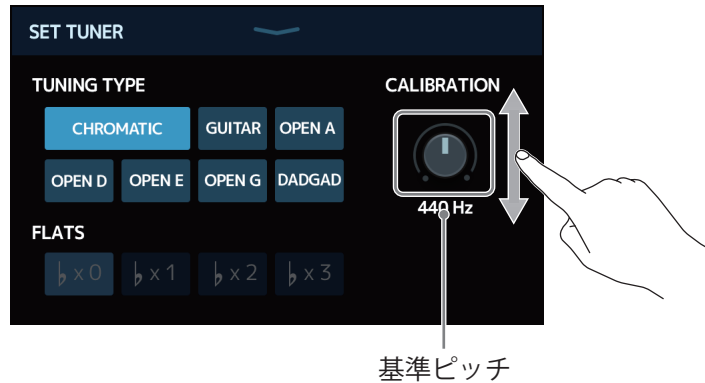 SET TUNER
TUNING TYPE
CALIBRATION
CHROMATIC GUITAR OPEN A
OPEN D OPEN E OPEN G DADGAD
440 Hz
FLATS
♭x0 ♭x1 ♭x2 ♭x3
基準ピッチ